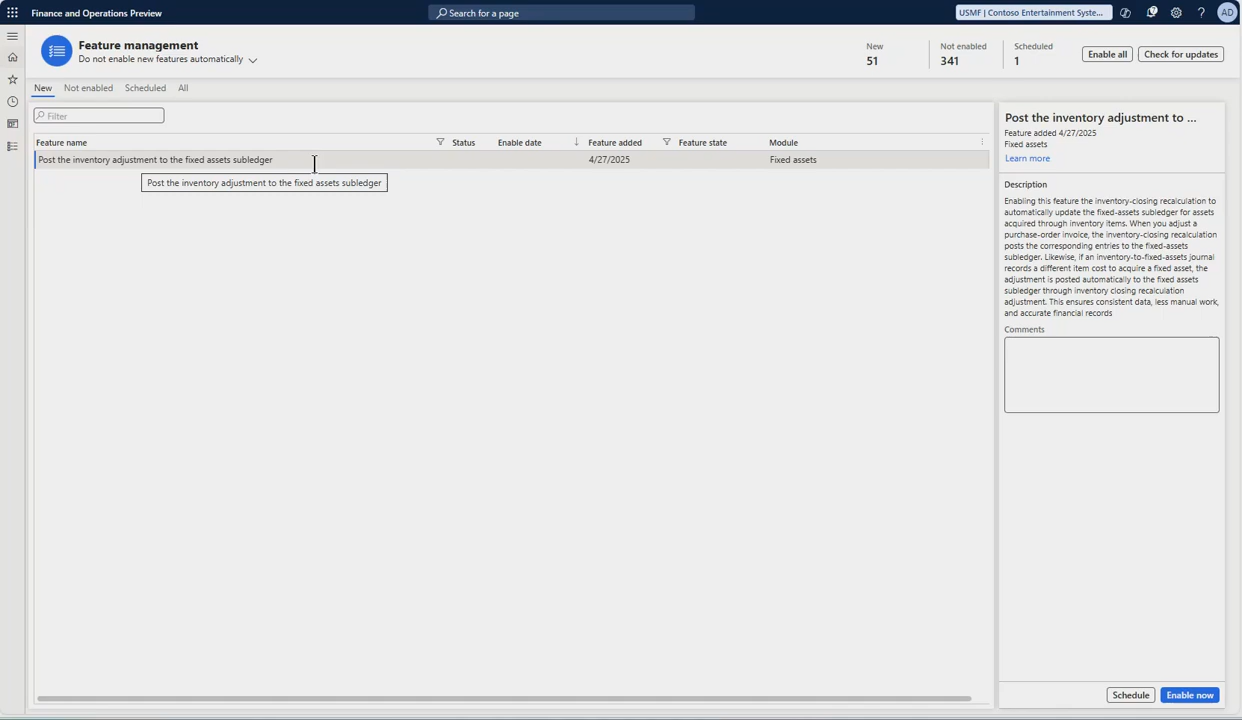 Finance and Operations Preview
Search for a page
USMF | Contoso Entertainment Syste...
?
AD
Feature management
Do not enable new features automatically
New
51
Not enabled
341
Scheduled
1
Enable all
Check for updates
New
Not enabled
Scheduled
All
Filter
Feature name
Status
Enable date
Feature added
Feature state
Module
Post the inventory adjustment to the fixed assets subledger
4/27/2025
Fixed assets
Post the inventory adjustment to the fixed assets subledger
Post the inventory adjustment to ...
Feature added 4/27/2025
Fixed assets
Learn more
Description
Enabling this feature the inventory-closing recalculation to
automatically update the fixed-assets subledger for assets
acquired through inventory items. When you adjust a
purchase-order invoice, the inventory-closing recalculation
posts the corresponding entries to the fixed-assets
subledger. Likewise, if an inventory-to-fixed-assets journal
records a different item cost to acquire a fixed asset, the
adjustment is posted automatically to the fixed assets
subledger through inventory closing recalculation
adjustment. This ensures consistent data, less manual work,
and accurate financial records
Comments
Schedule
Enable now